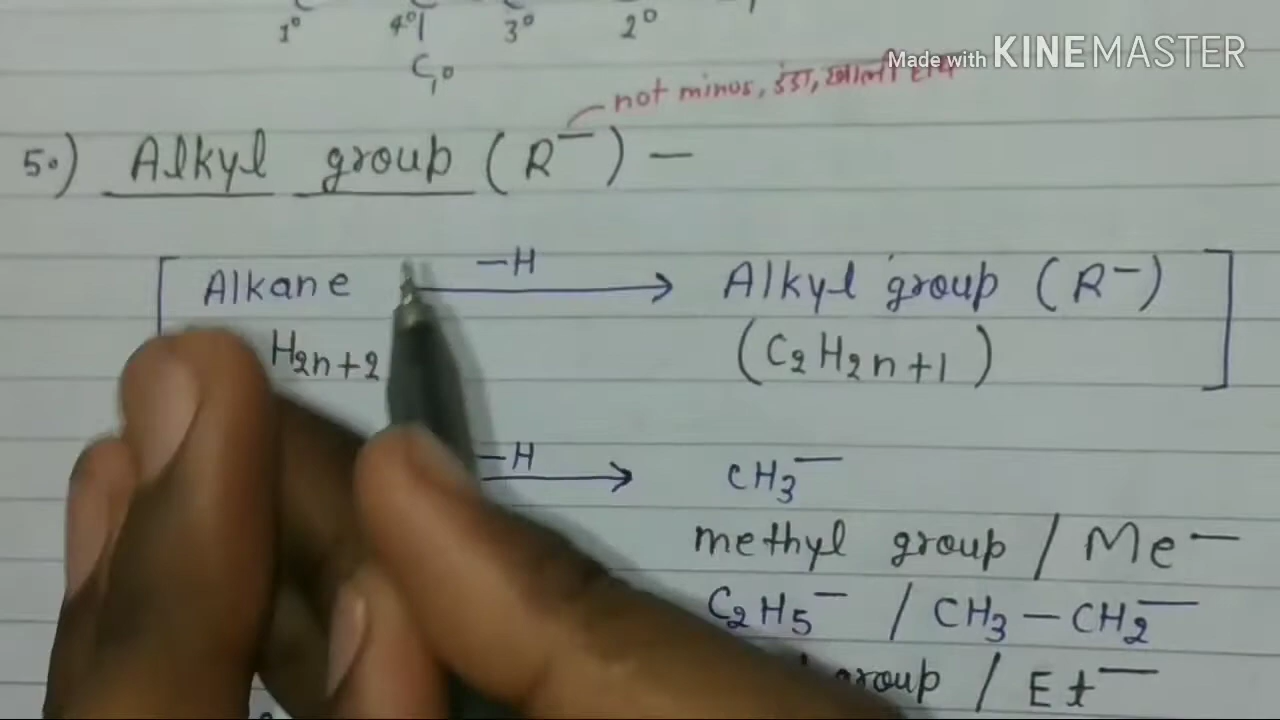 1° 4° 3° 2°
C1°
Made with KINEMASTER
not minus, डंडा, खाली हाथ
5.) Alkyl group (R—) —
Alkane —H → Alkyl group (R—)
H2n+2 (C2H2n+1)
—H → CH3—
methyl group / Me—
C2H5— / CH3—CH2—
group / Et—